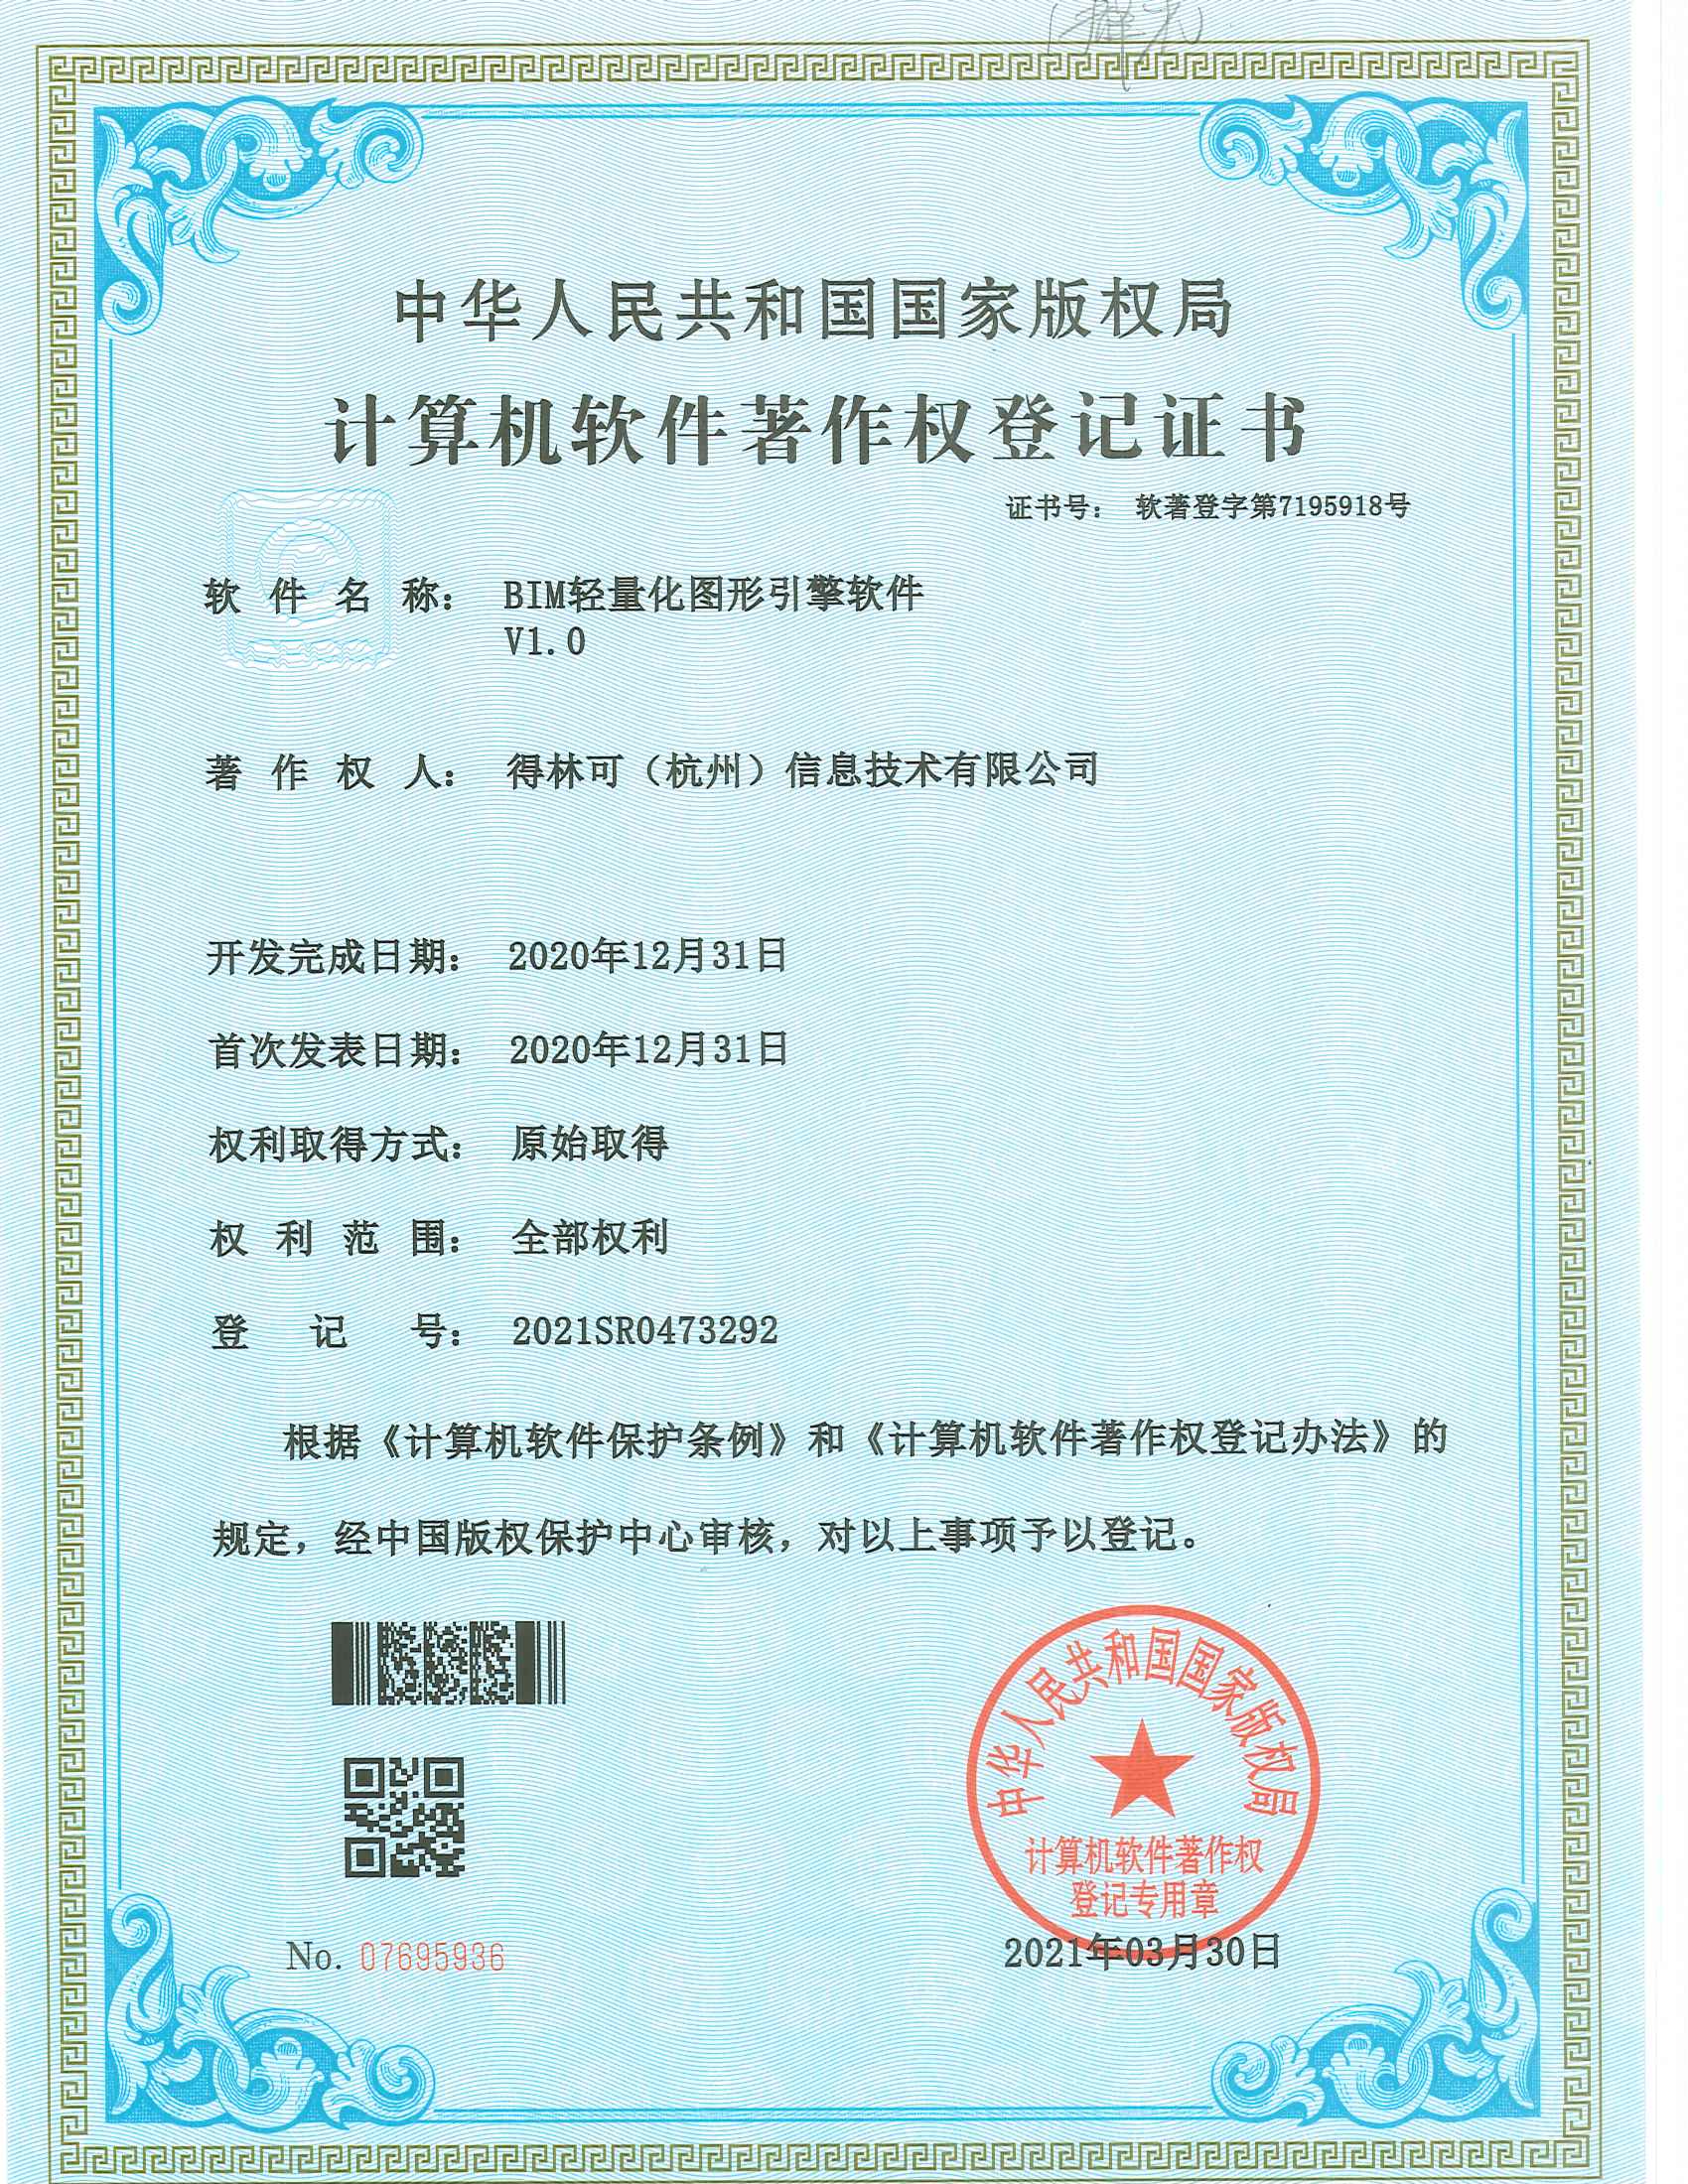 中华人民共和国国家版权局
计算机软件著作权登记证书
证书号： 软著登字第7195918号
软件名称： BIM轻量化图形引擎软件
V1.0
著作权人： 得林可（杭州）信息技术有限公司
开发完成日期： 2020年12月31日
首次发表日期： 2020年12月31日
权利取得方式： 原始取得
权利范围： 全部权利
登记号： 2021SR0473292
根据《计算机软件保护条例》和《计算机软件著作权登记办法》的
规定，经中国版权保护中心审核，对以上事项予以登记。
中华人民共和国国家版权局
计算机软件著作权
登记专用章
No. 07695936
2021年03月30日